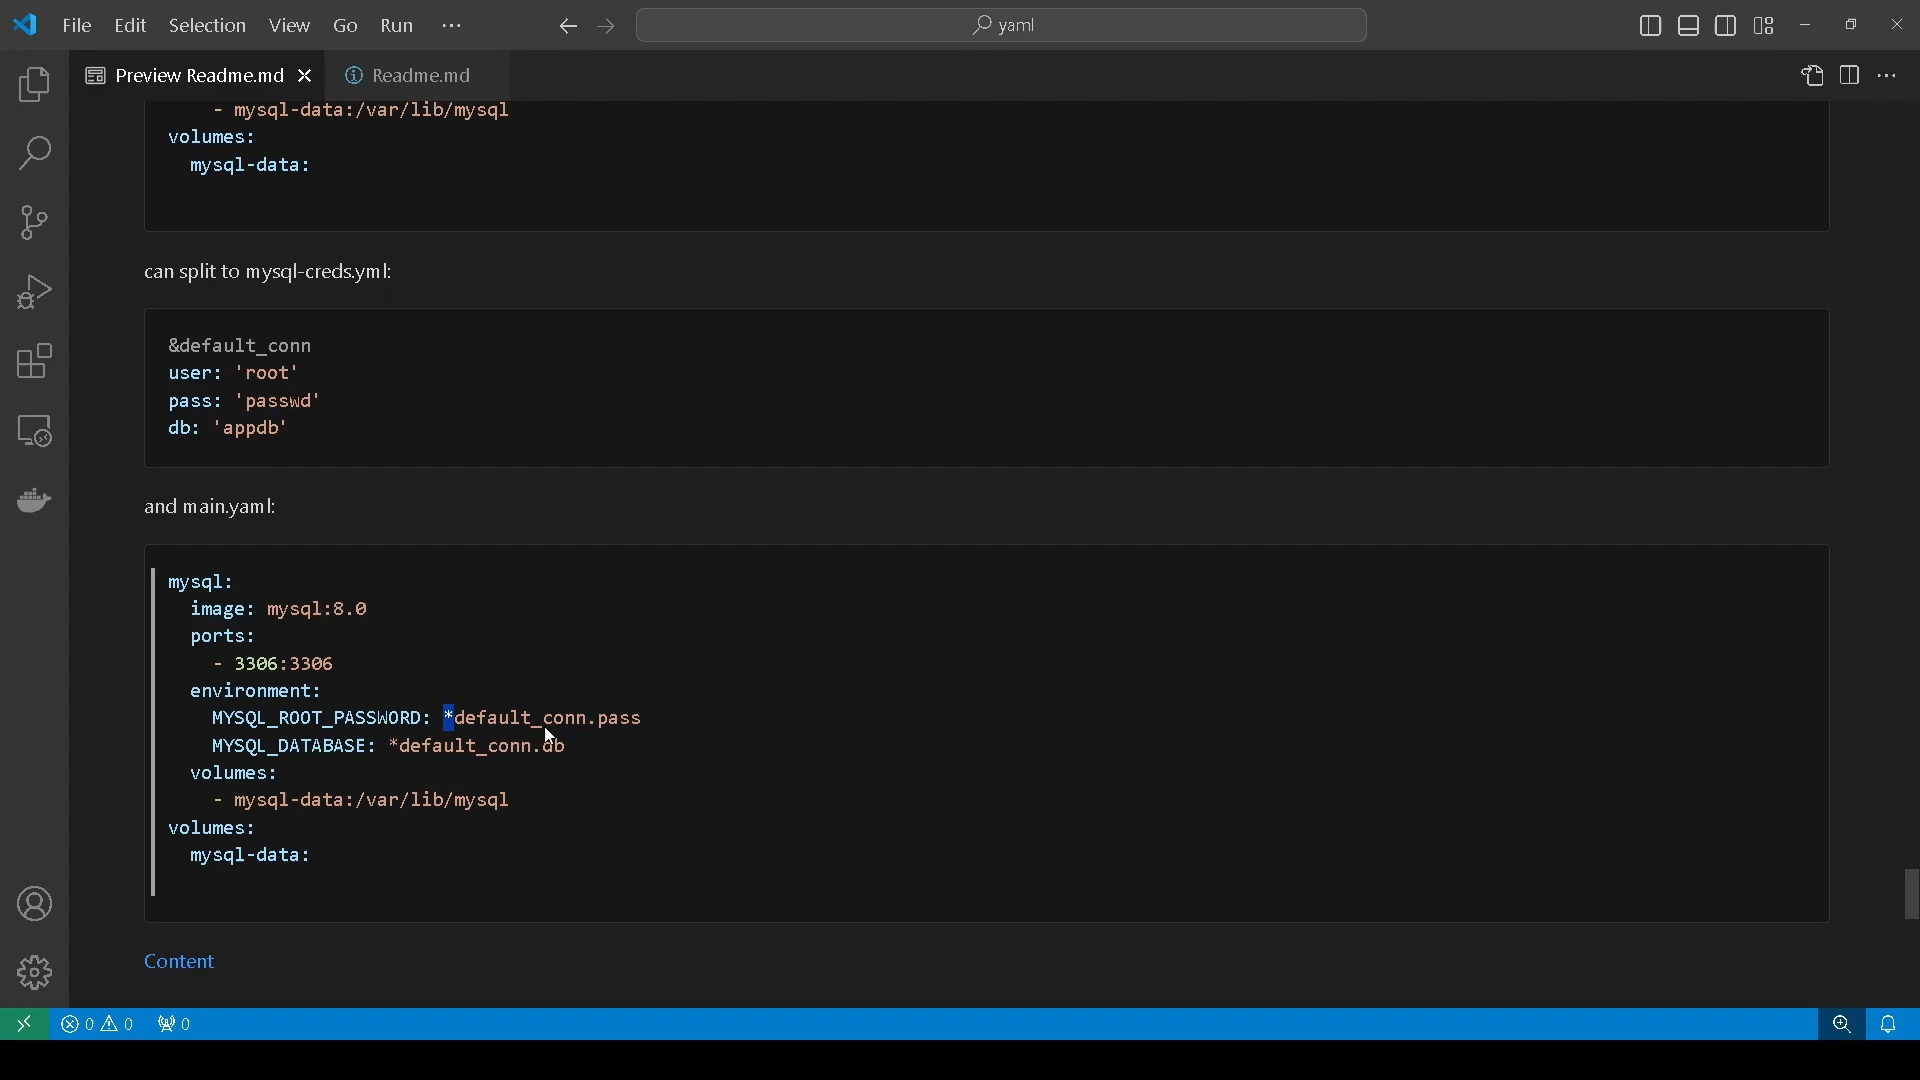 File Edit Selection View Go Run ··· yaml
Preview Readme.md Readme.md
- mysql-data:/var/lib/mysql
volumes:
mysql-data:
can split to mysql-creds.yml:
&default_conn
user: 'root'
pass: 'passwd'
db: 'appdb'
and main.yaml:
mysql:
image: mysql:8.0
ports:
- 3306:3306
environment:
MYSQL_ROOT_PASSWORD: *default_conn.pass
MYSQL_DATABASE: *default_conn.db
volumes:
- mysql-data:/var/lib/mysql
volumes:
mysql-data:
Content
0 0 0